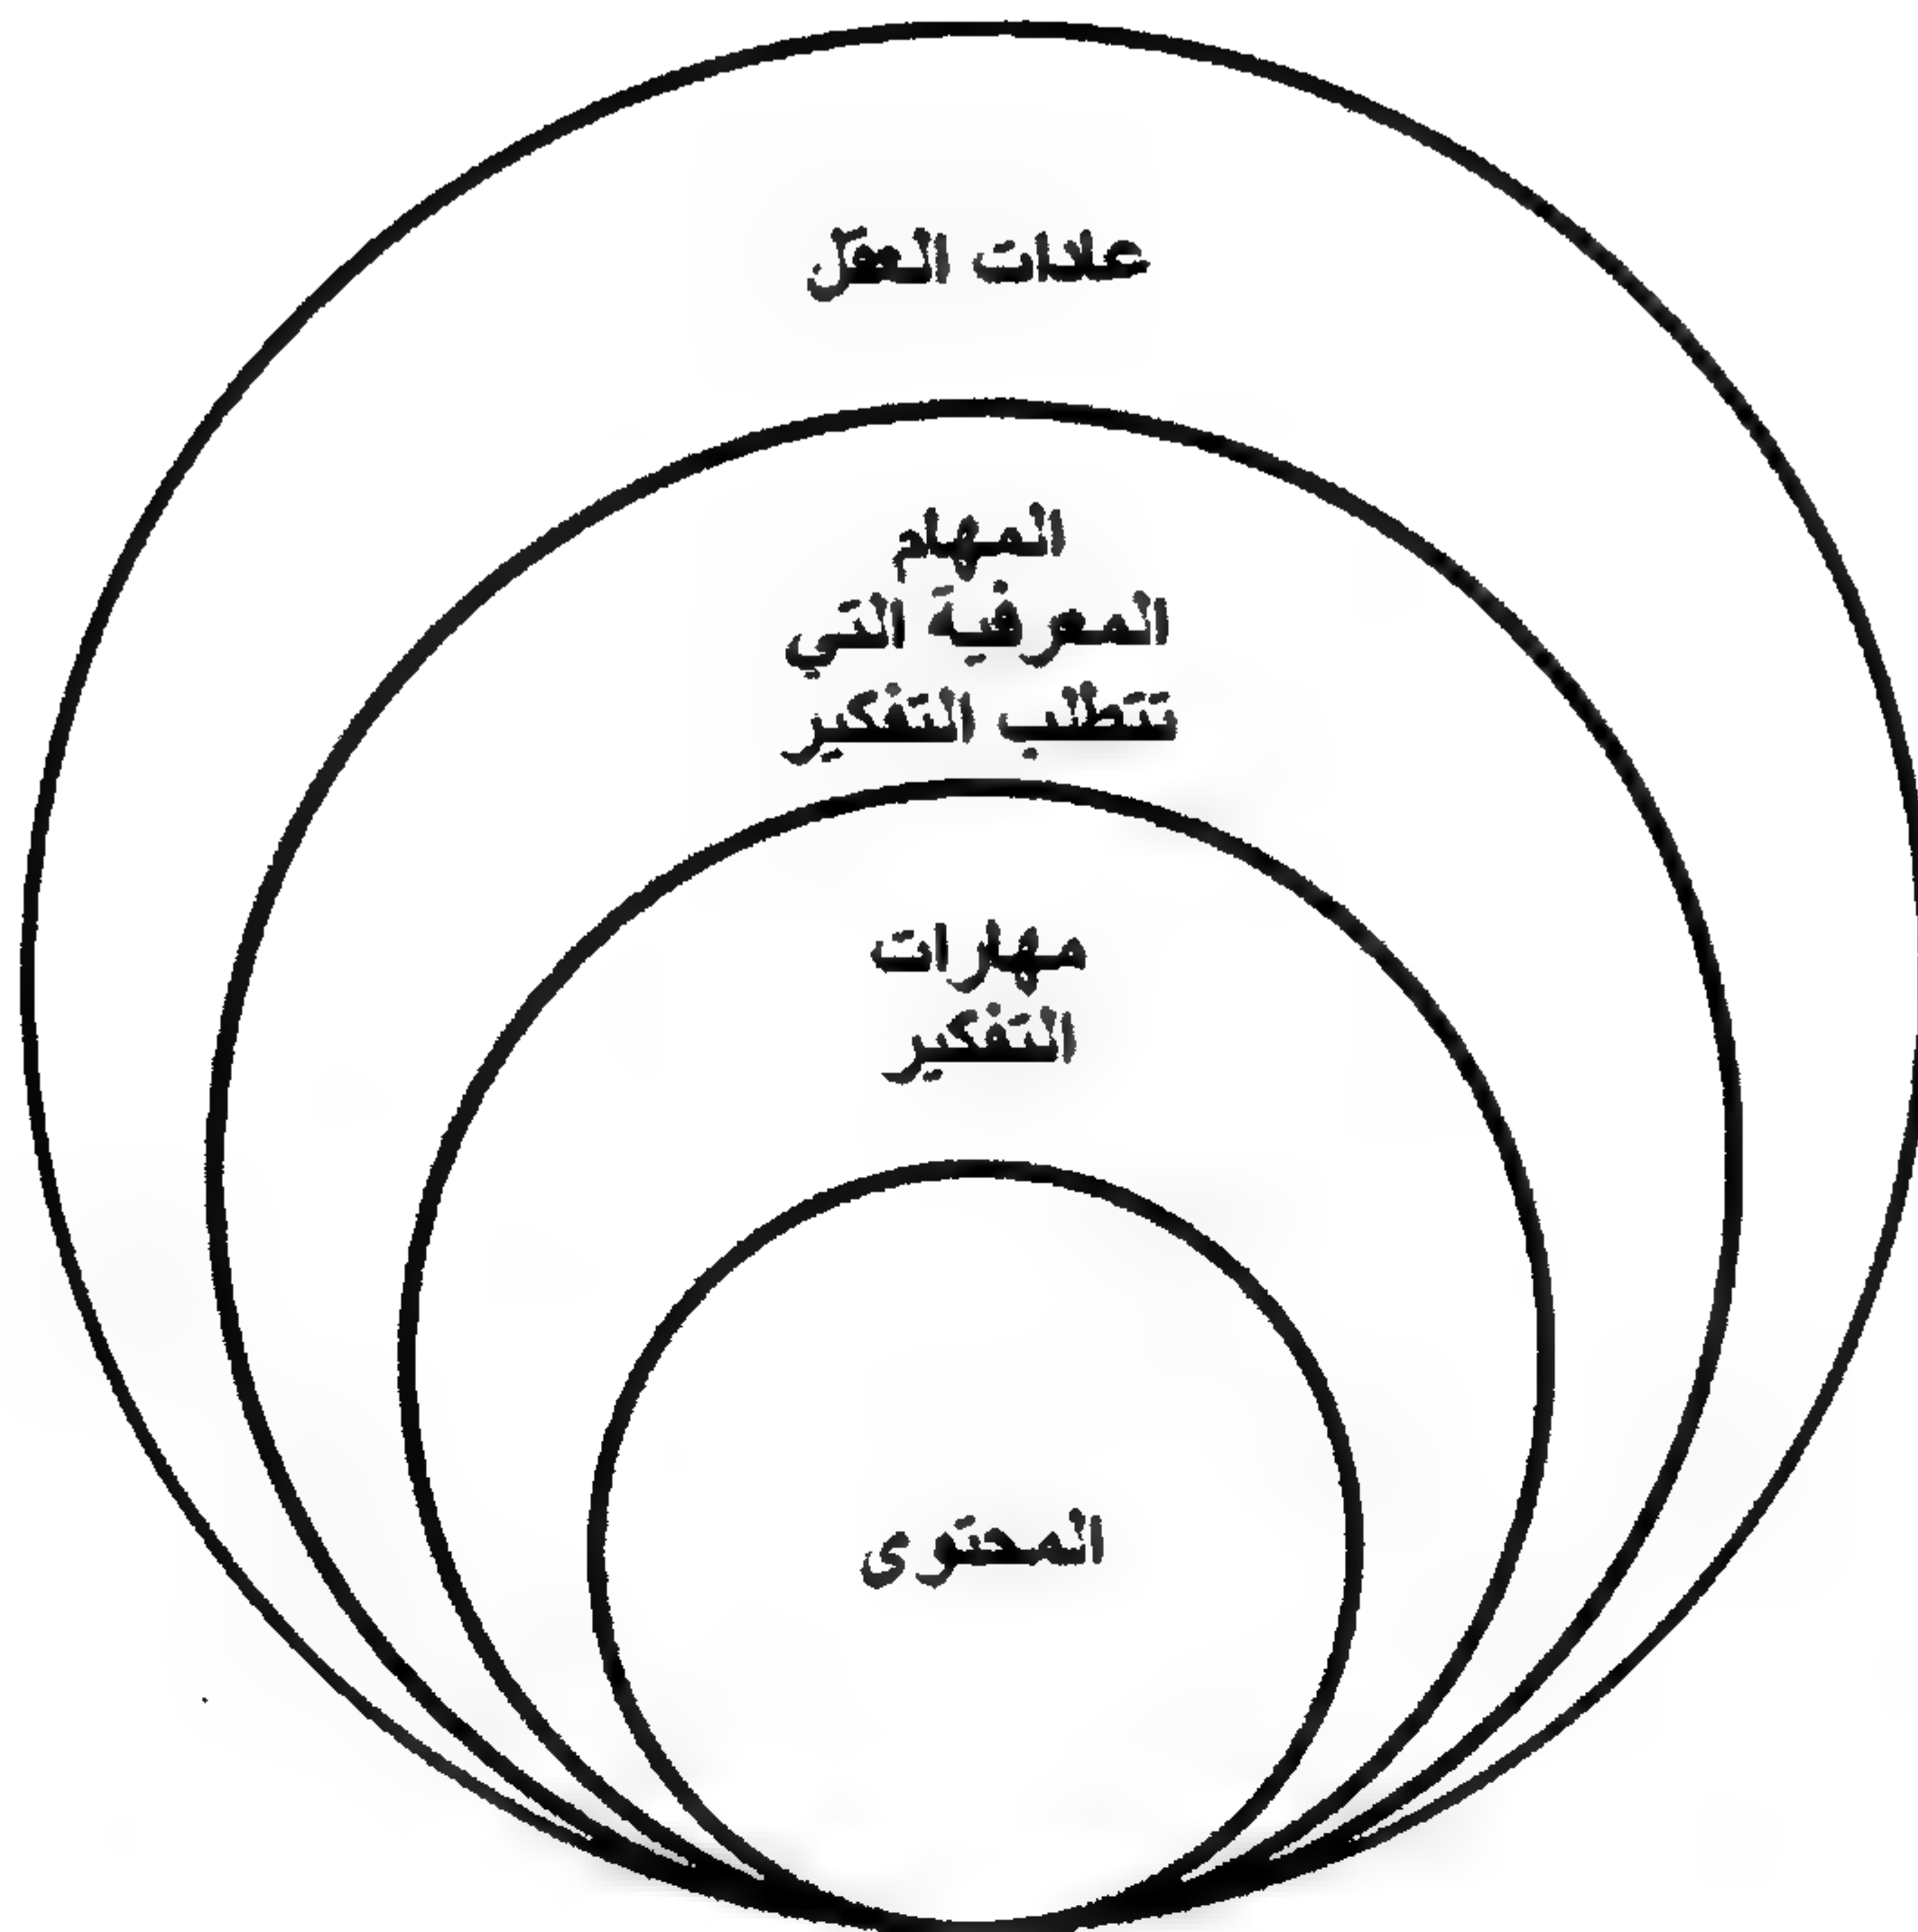 عادات العقل
المهام
المعرفية التي
تتطلب التفكير
مهارات
التفكير
المحتوى